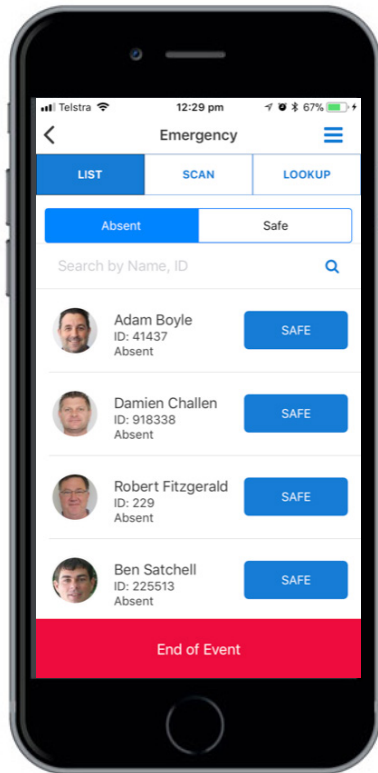 Telstra 12:29 pm 67%
Emergency
LIST SCAN LOOKUP
Absent Safe
Search by Name, ID
Adam Boyle
ID: 41437
Absent
SAFE
Damien Challen
ID: 918338
Absent
SAFE
Robert Fitzgerald
ID: 229
Absent
SAFE
Ben Satchell
ID: 225513
Absent
SAFE
End of Event